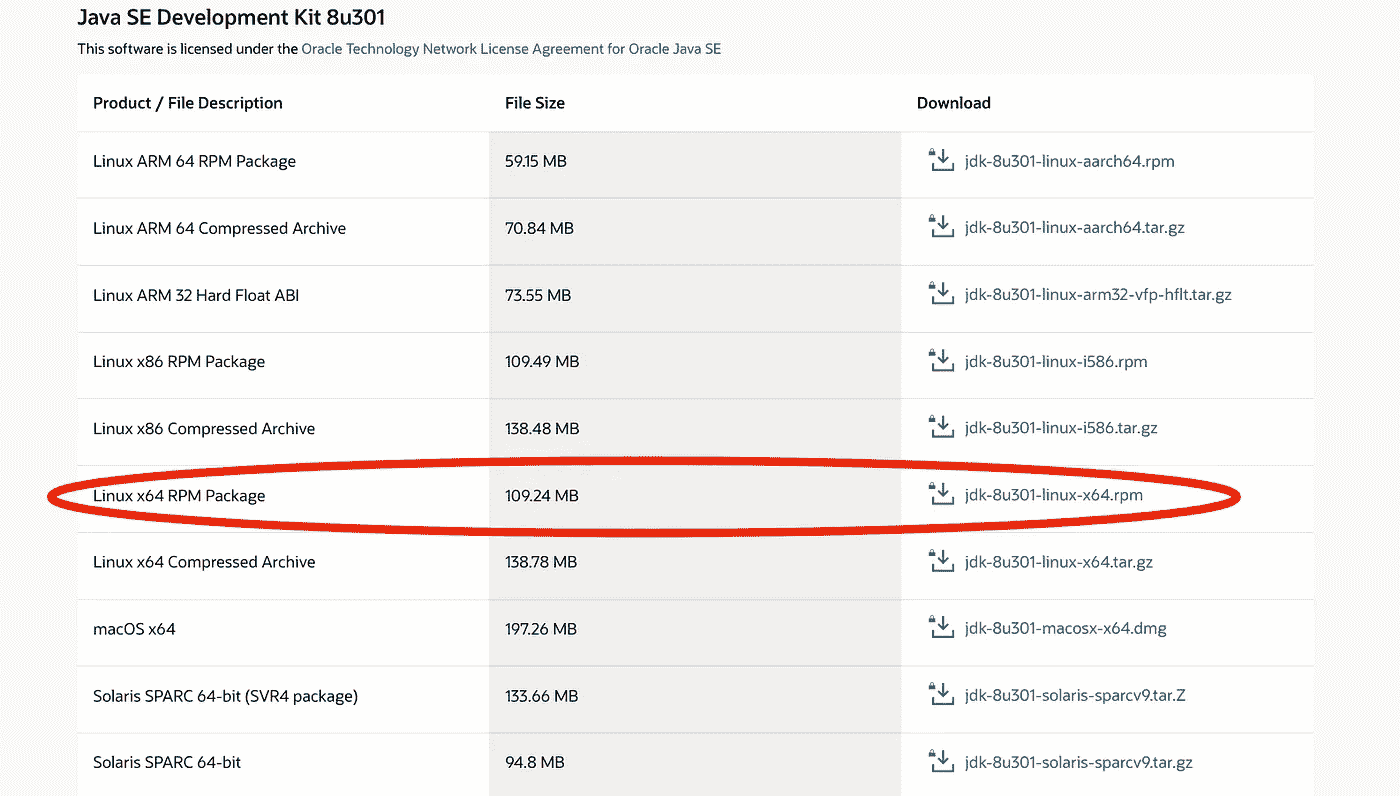 Java SE Development Kit 8u301
This software is licensed under the Oracle Technology Network License Agreement for Oracle Java SE
Product / File Description File Size Download
Linux ARM 64 RPM Package 59.15 MB jdk-8u301-linux-aarch64.rpm
Linux ARM 64 Compressed Archive 70.84 MB jdk-8u301-linux-aarch64.tar.gz
Linux ARM 32 Hard Float ABI 73.55 MB jdk-8u301-linux-arm32-vfp-hflt.tar.gz
Linux x86 RPM Package 109.49 MB jdk-8u301-linux-i586.rpm
Linux x86 Compressed Archive 138.48 MB jdk-8u301-linux-i586.tar.gz
Linux x64 RPM Package 109.24 MB jdk-8u301-linux-x64.rpm
Linux x64 Compressed Archive 138.78 MB jdk-8u301-linux-x64.tar.gz
macOS x64 197.26 MB jdk-8u301-macosx-x64.dmg
Solaris SPARC 64-bit (SVR4 package) 133.66 MB jdk-8u301-solaris-sparcv9.tar.Z
Solaris SPARC 64-bit 94.8 MB jdk-8u301-solaris-sparcv9.tar.gz